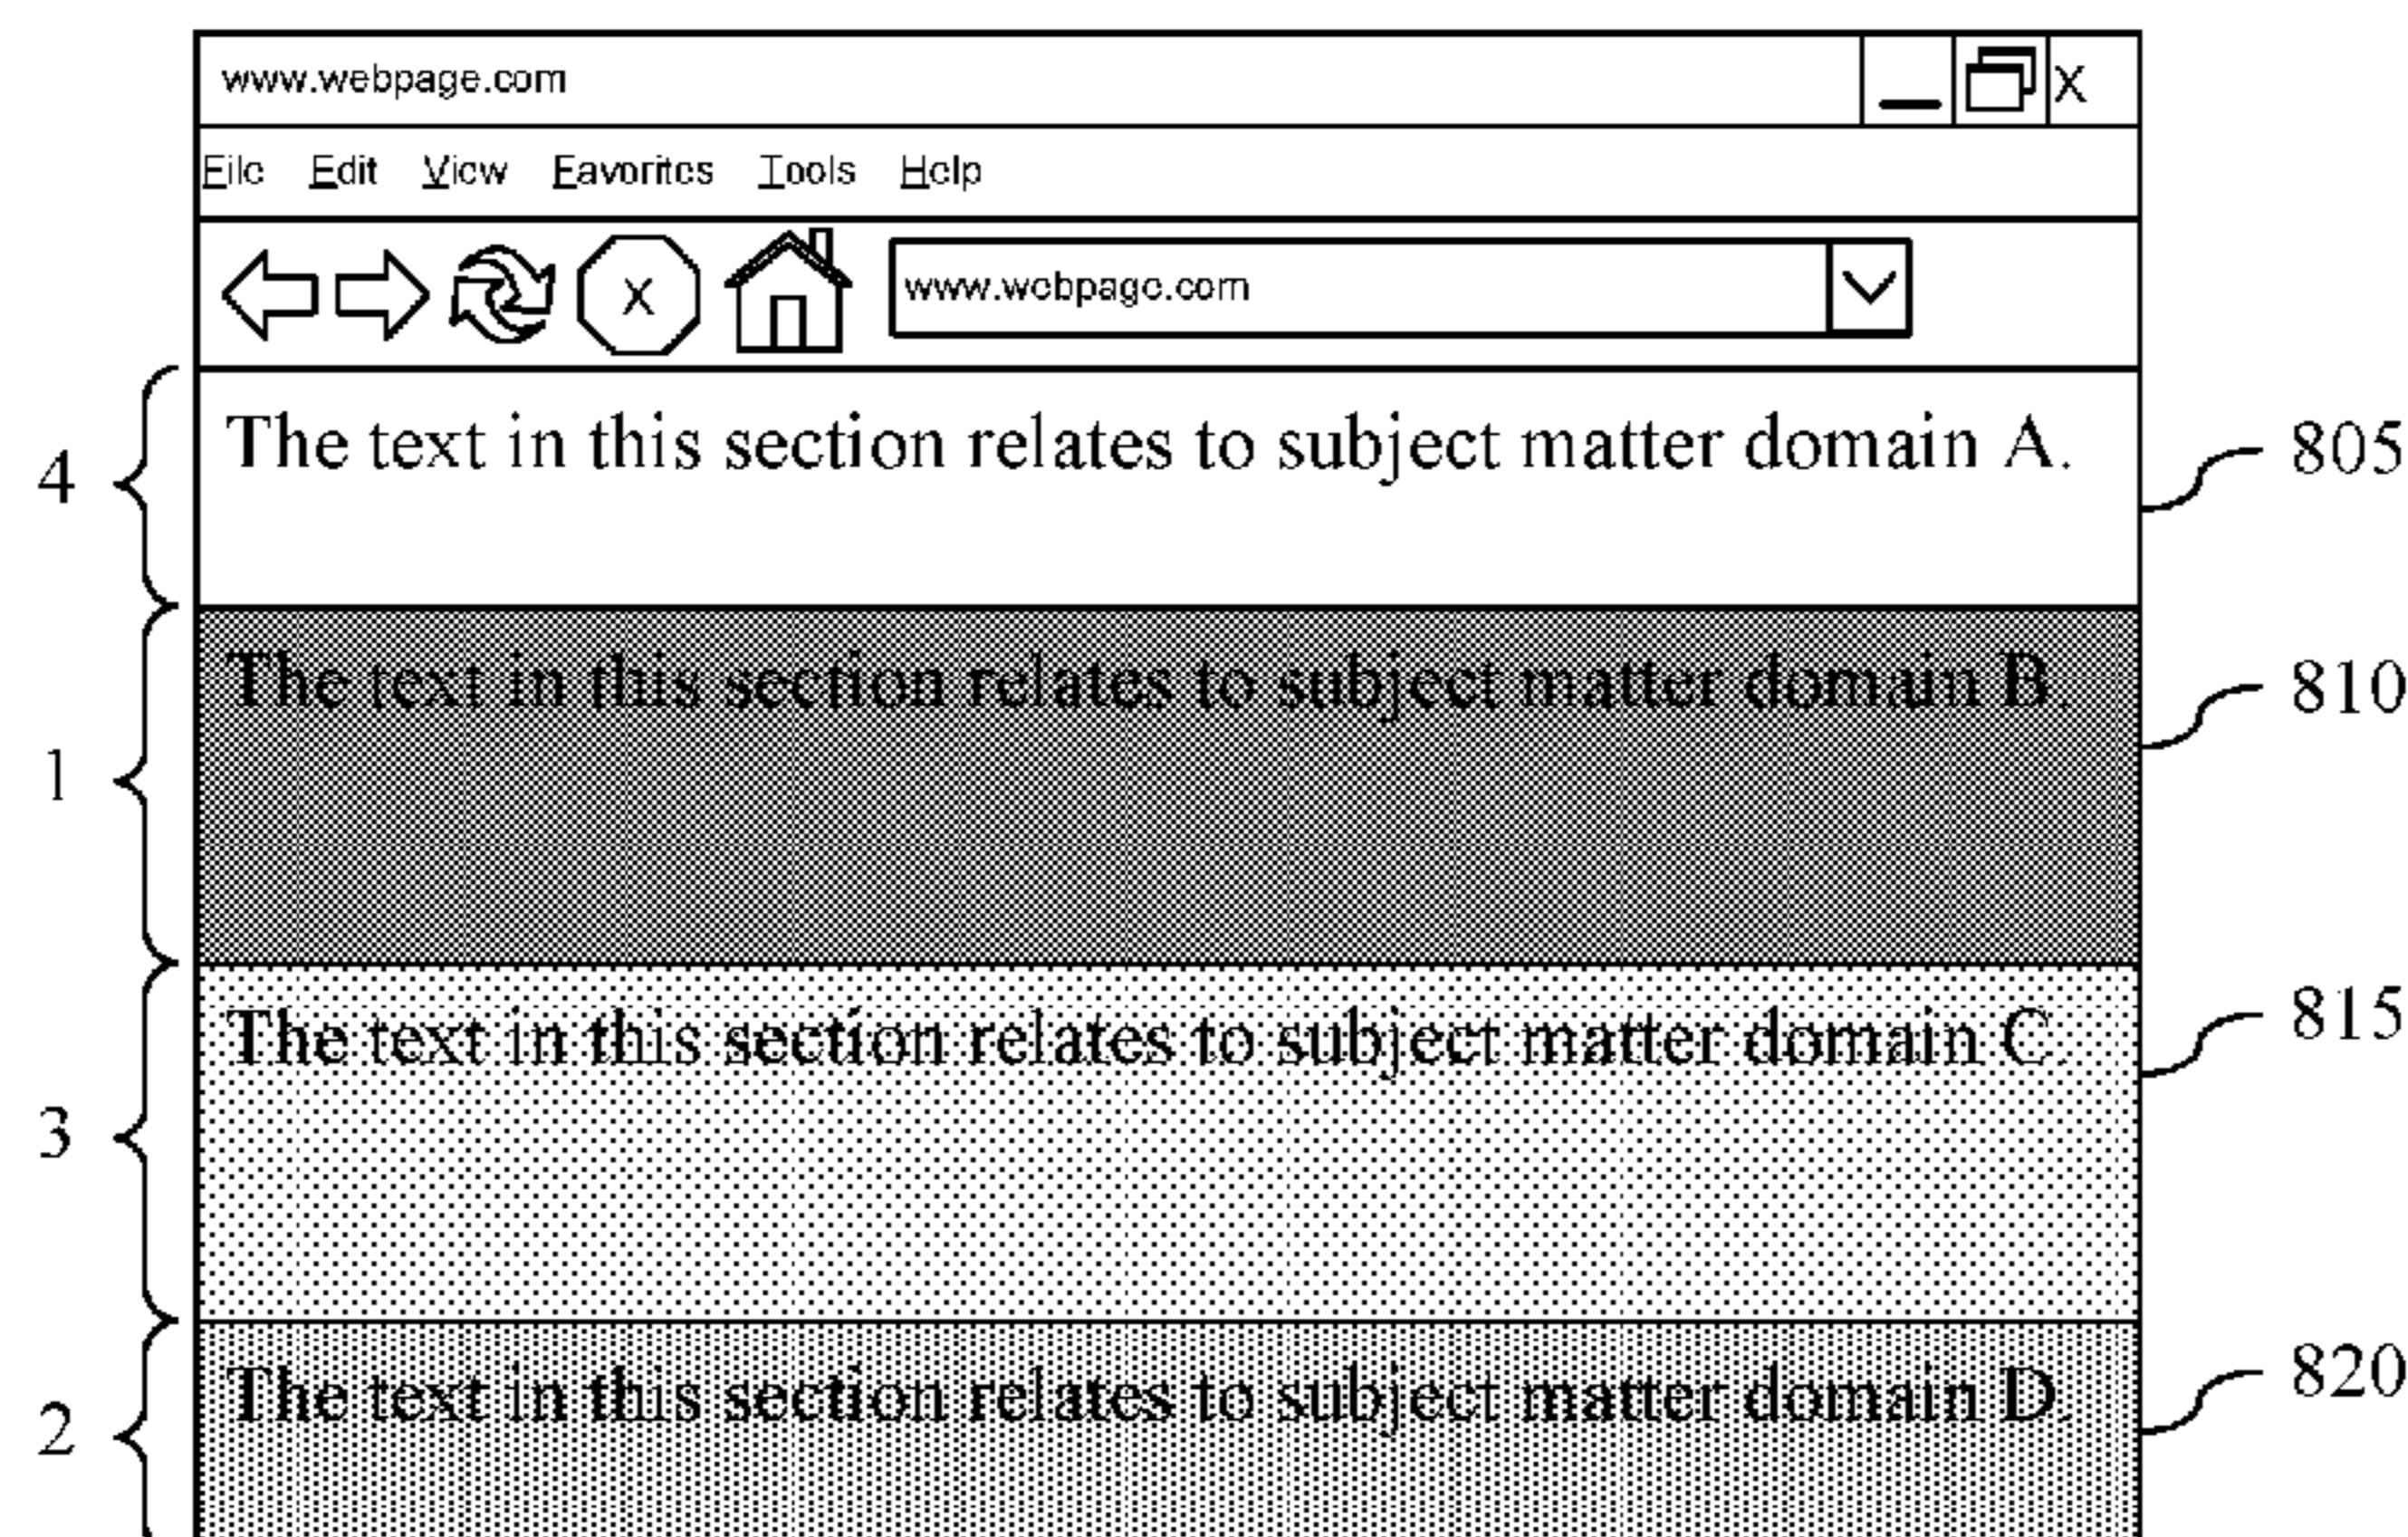 www.webpage.com X
File Edit View Favorites Tools Help
X www.webpage.com
4 The text in this section relates to subject matter domain A. 805
1 The text in this section relates to subject matter domain B. 810
3 The text in this section relates to subject matter domain C. 815
2 The text in this section relates to subject matter domain D. 820